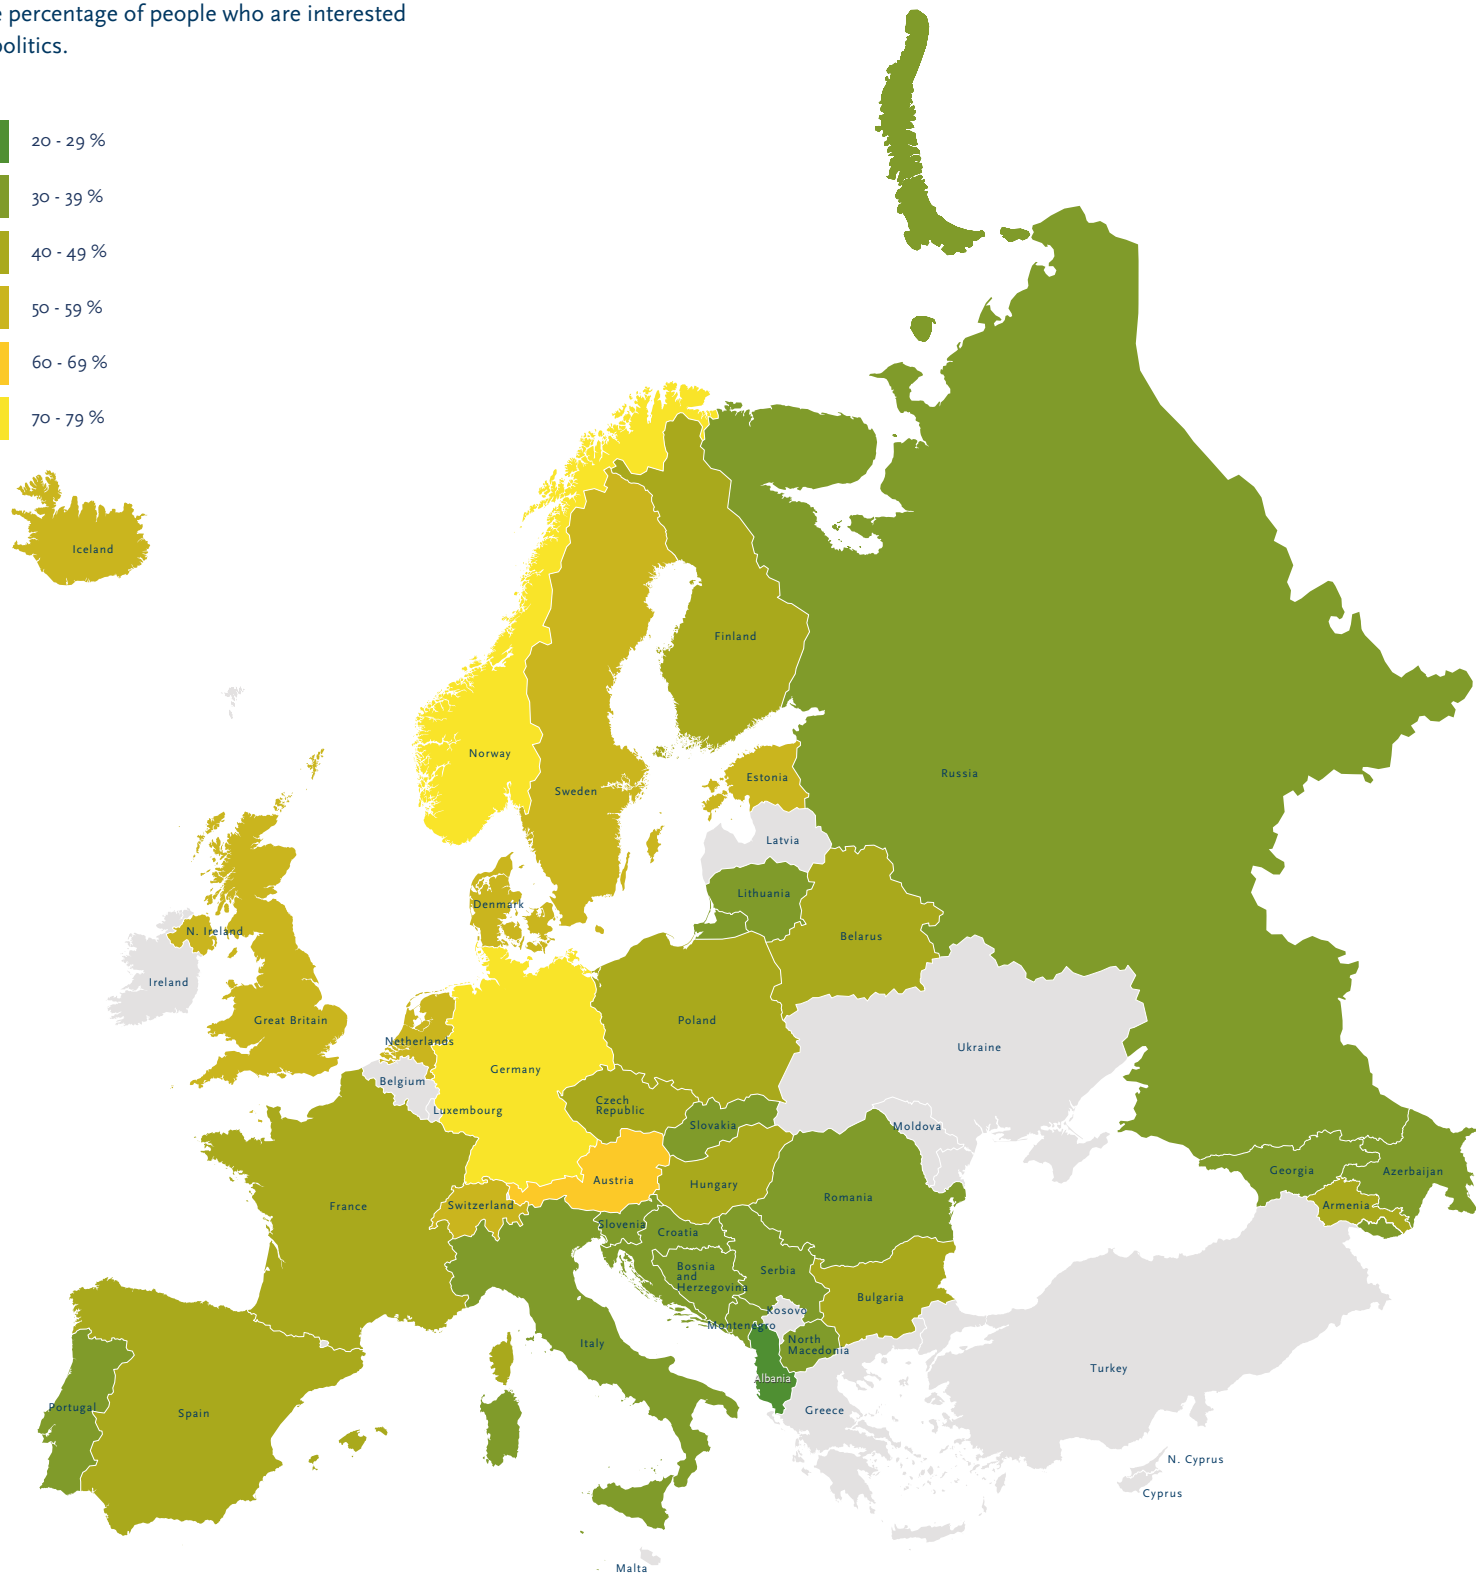 e percentage of people who are interested
politics.
20 - 29 %
30 - 39 %
40 - 49 %
50 - 59 %
60 - 69 %
70 - 79 %
Iceland
Finland
Norway
Russia
Estonia
Sweden
Latvia
Lithuania
Denmark
N. Ireland
Belarus
Ireland
Great Britain
Poland
Netherlands
Ukraine
Germany
Belgium
Czech
Republic
Luxembourg
Slovakia
Moldova
Georgia
Azerbaijan
Austria
Hungary
Romania
France
Switzerland
Armenia
Slovenia
Croatia
Bosnia
and
Herzegovina
Serbia
Bulgaria
Kosovo
Montenegro
North
Macedonia
Italy
Turkey
Albania
Portugal
Spain
Greece
N. Cyprus
Cyprus
Malta